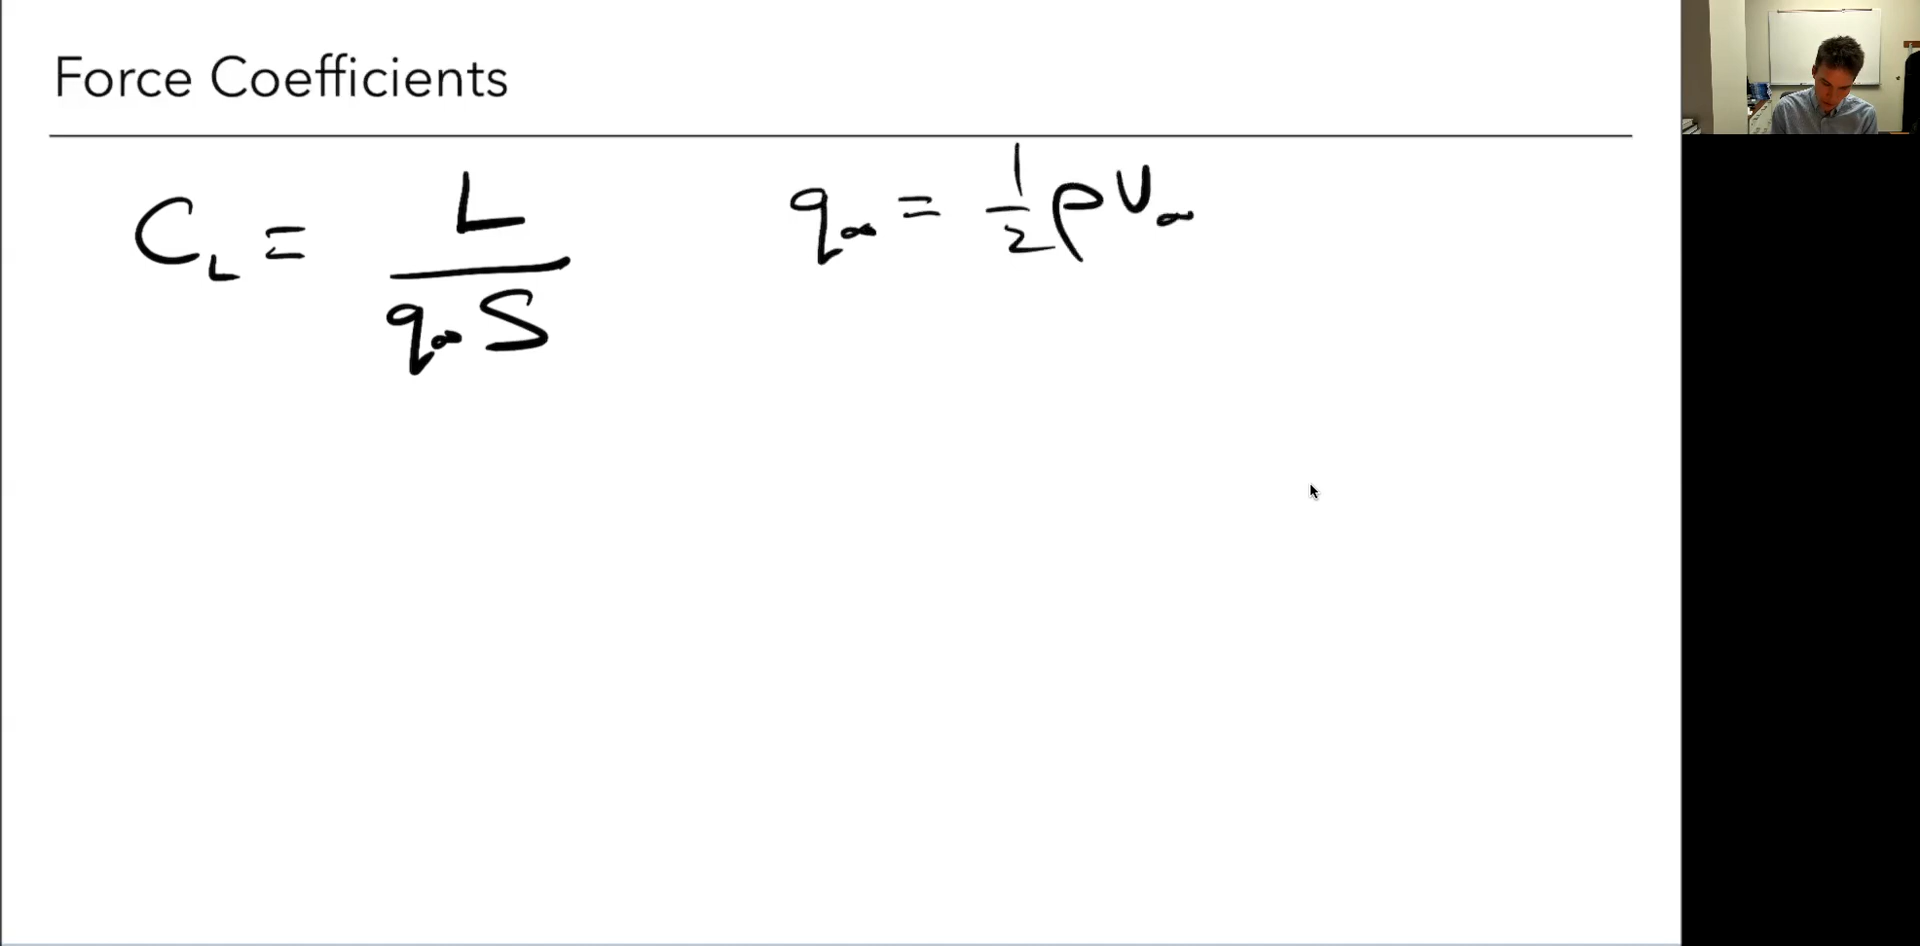 Force Coefficients
C_L = L / (q_∞ S)
q_∞ = 1/2 ρ V_∞